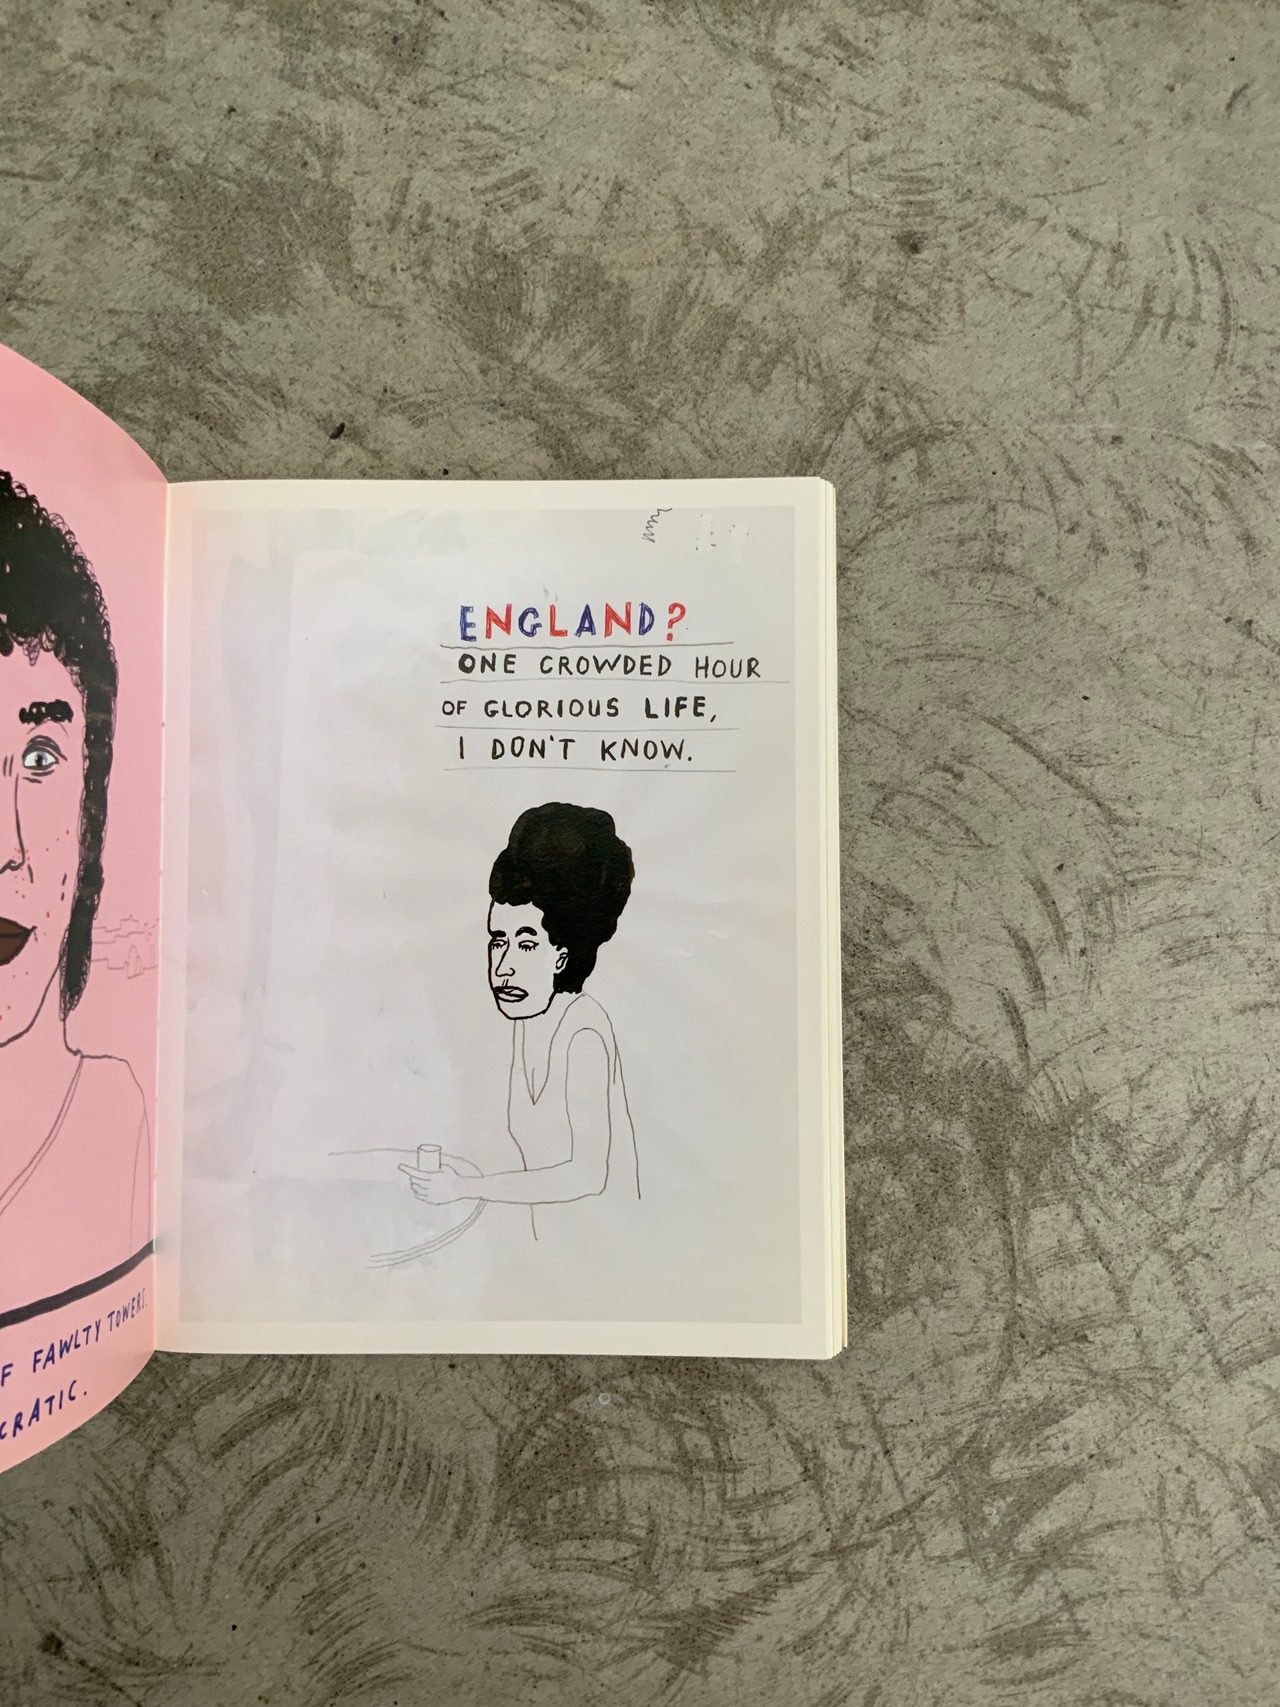 F FAWLTY TOWERS.
CRATIC.
ENGLAND?
ONE CROWDED HOUR
OF GLORIOUS LIFE,
I DON'T KNOW.